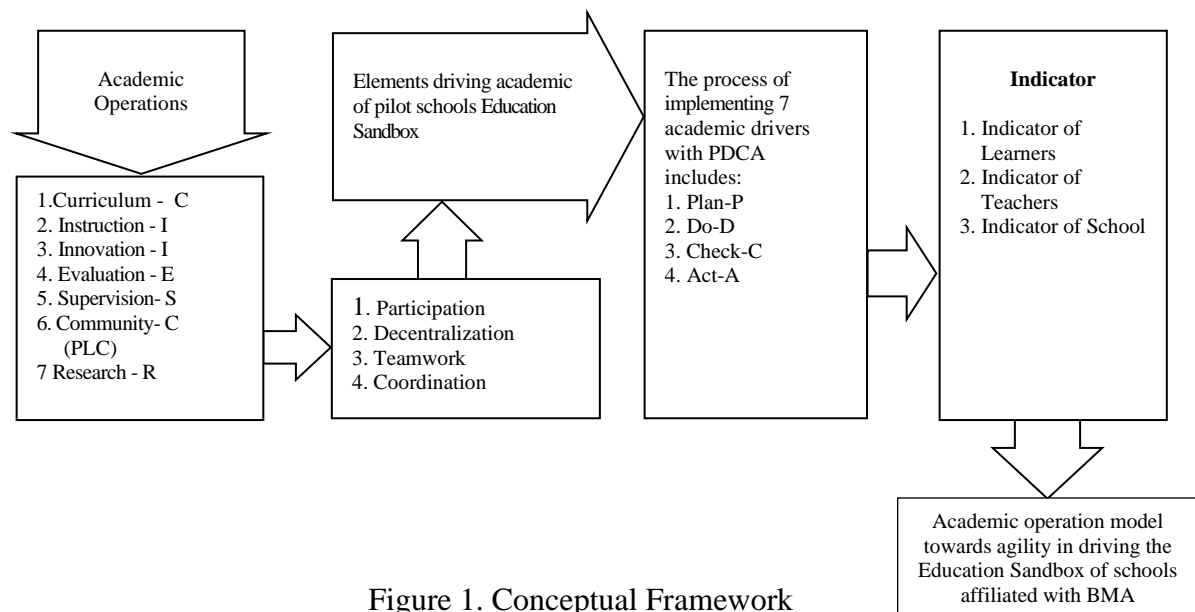 Academic
Operations
1.Curriculum - C
2. Instruction - I
3. Innovation - I
4. Evaluation - E
5. Supervision- S
6. Community- C
(PLC)
7 Research - R
Elements driving academic
of pilot schools Education
Sandbox
1. Participation
2. Decentralization
3. Teamwork
4. Coordination
The process of
implementing 7
academic drivers
with PDCA
includes:
1. Plan-P
2. Do-D
3. Check-C
4. Act-A
Indicator
1. Indicator of
Learners
2. Indicator of
Teachers
3. Indicator of School
Academic operation model
towards agility in driving the
Education Sandbox of schools
affiliated with BMA
Figure 1. Conceptual Framework